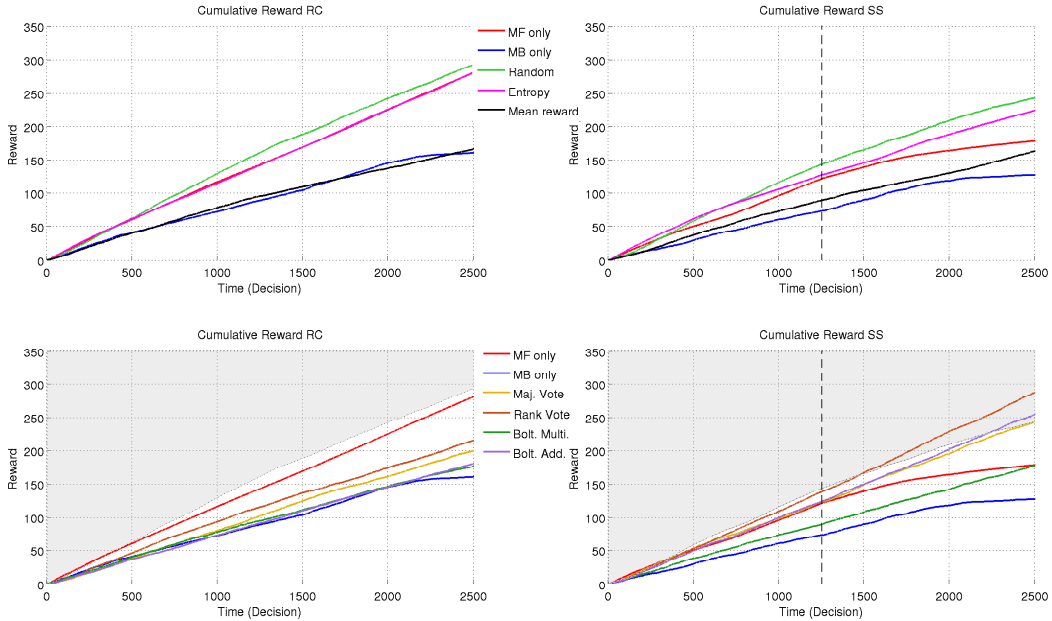 Cumulative Reward RC
350
300
250
200
150
100
50
0
Reward
0 500 1000 1500 2000 2500
Time (Decision)
MF only
MB only
Random
Entropy
Mean reward
Cumulative Reward SS
350
300
250
200
150
100
50
0
Reward
0 500 1000 1500 2000 2500
Time (Decision)
Cumulative Reward RC
350
300
250
200
150
100
50
0
Reward
0 500 1000 1500 2000 2500
Time (Decision)
MF only
MB only
Maj. Vote
Rank Vote
Bolt. Multi.
Bolt. Add.
Cumulative Reward SS
350
300
250
200
150
100
50
0
Reward
0 500 1000 1500 2000 2500
Time (Decision)